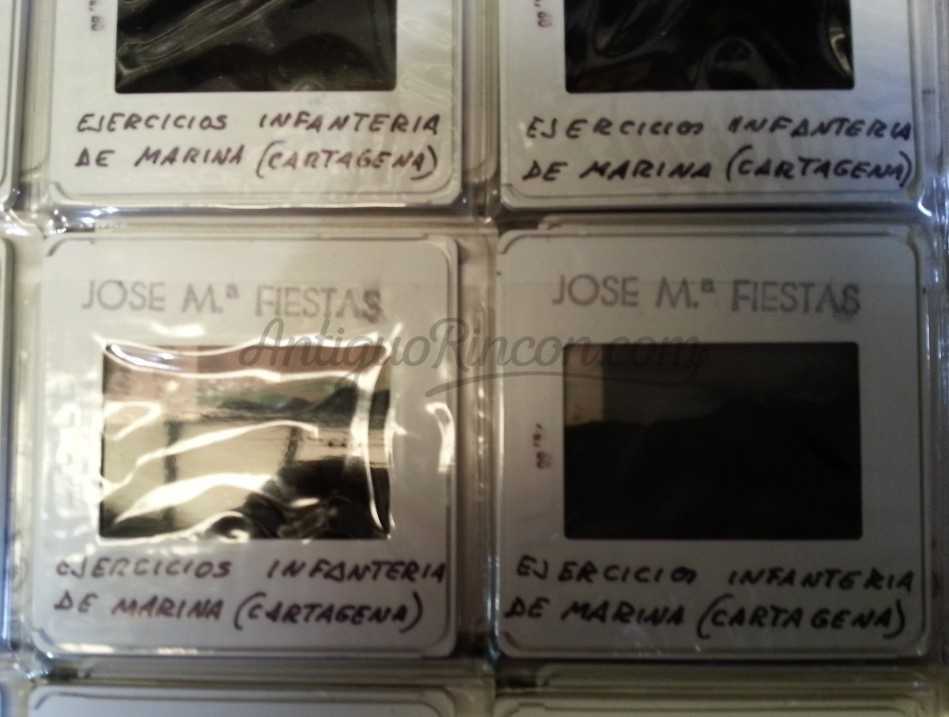 EJERCICIOS INFANTERIA
DE MARINA (CARTAGENA)
EJERCICIOS INFANTERIA
DE MARINA (CARTAGENA)
JOSE M.ª FIESTAS
JOSE M.ª FIESTAS
AntiguoRincon.com
EJERCICIOS INFANTERIA
DE MARINA (CARTAGENA)
EJERCICIOS INFANTERIA
DE MARINA (CARTAGENA)